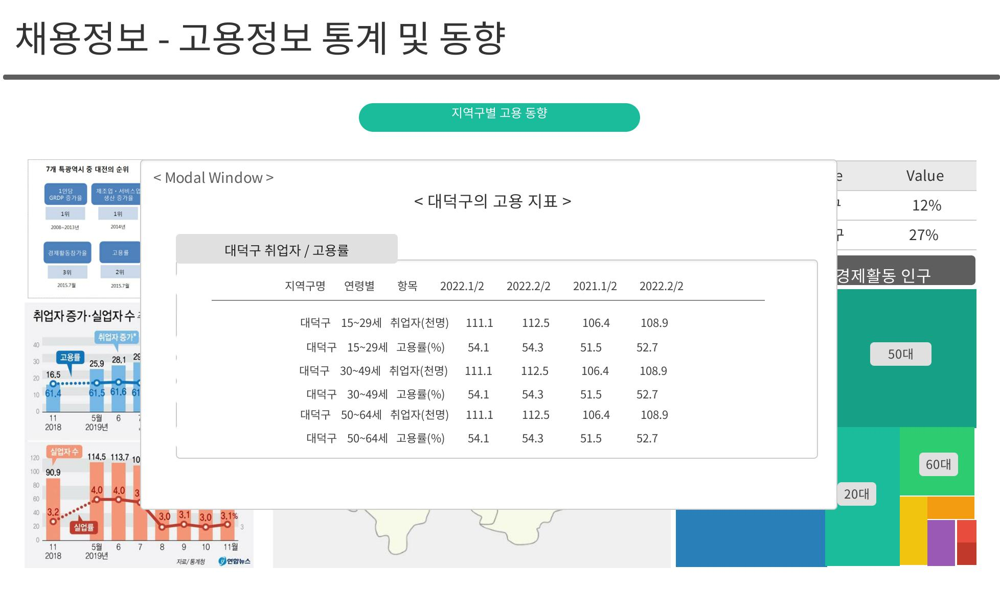 채용정보 - 고용정보 통계 및 동향
지역구별 고용 동향
7개 특광역시 중 대전의 순위
1인당
GRDP 증가율
제조업・서비스업
생산 증가율
1위
1위
2008~2013년
2014년
경제활동참가율
고용률
3위
2위
2015.7월
2015.7월
취업자 증가·실업자 수
취업자 증가*
고용률
40
30
20
10
0
16.5
25.9
28.1
29
61.4
61.5
61.6
61
11
2018
5월
2019년
6
실업자 수
120
100
80
60
40
20
0
90.9
114.5
113.7
10
3.2
4.0
4.0
3
3.0
3.1
3.0
3.1%
실업률
3
11
2018
5월
2019년
6
7
8
9
10
11월
자료/통계청
연합뉴스
< Modal Window >
< 대덕구의 고용 지표 >
대덕구 취업자 / 고용률
지역구명 연령별 항목 2022.1/2 2022.2/2 2021.1/2 2022.2/2
대덕구 15~29세 취업자(천명) 111.1 112.5 106.4 108.9
대덕구 15~29세 고용률(%) 54.1 54.3 51.5 52.7
대덕구 30~49세 취업자(천명) 111.1 112.5 106.4 108.9
대덕구 30~49세 고용률(%) 54.1 54.3 51.5 52.7
대덕구 50~64세 취업자(천명) 111.1 112.5 106.4 108.9
대덕구 50~64세 고용률(%) 54.1 54.3 51.5 52.7
e Value
12%
구 27%
경제활동 인구
50대
60대
20대